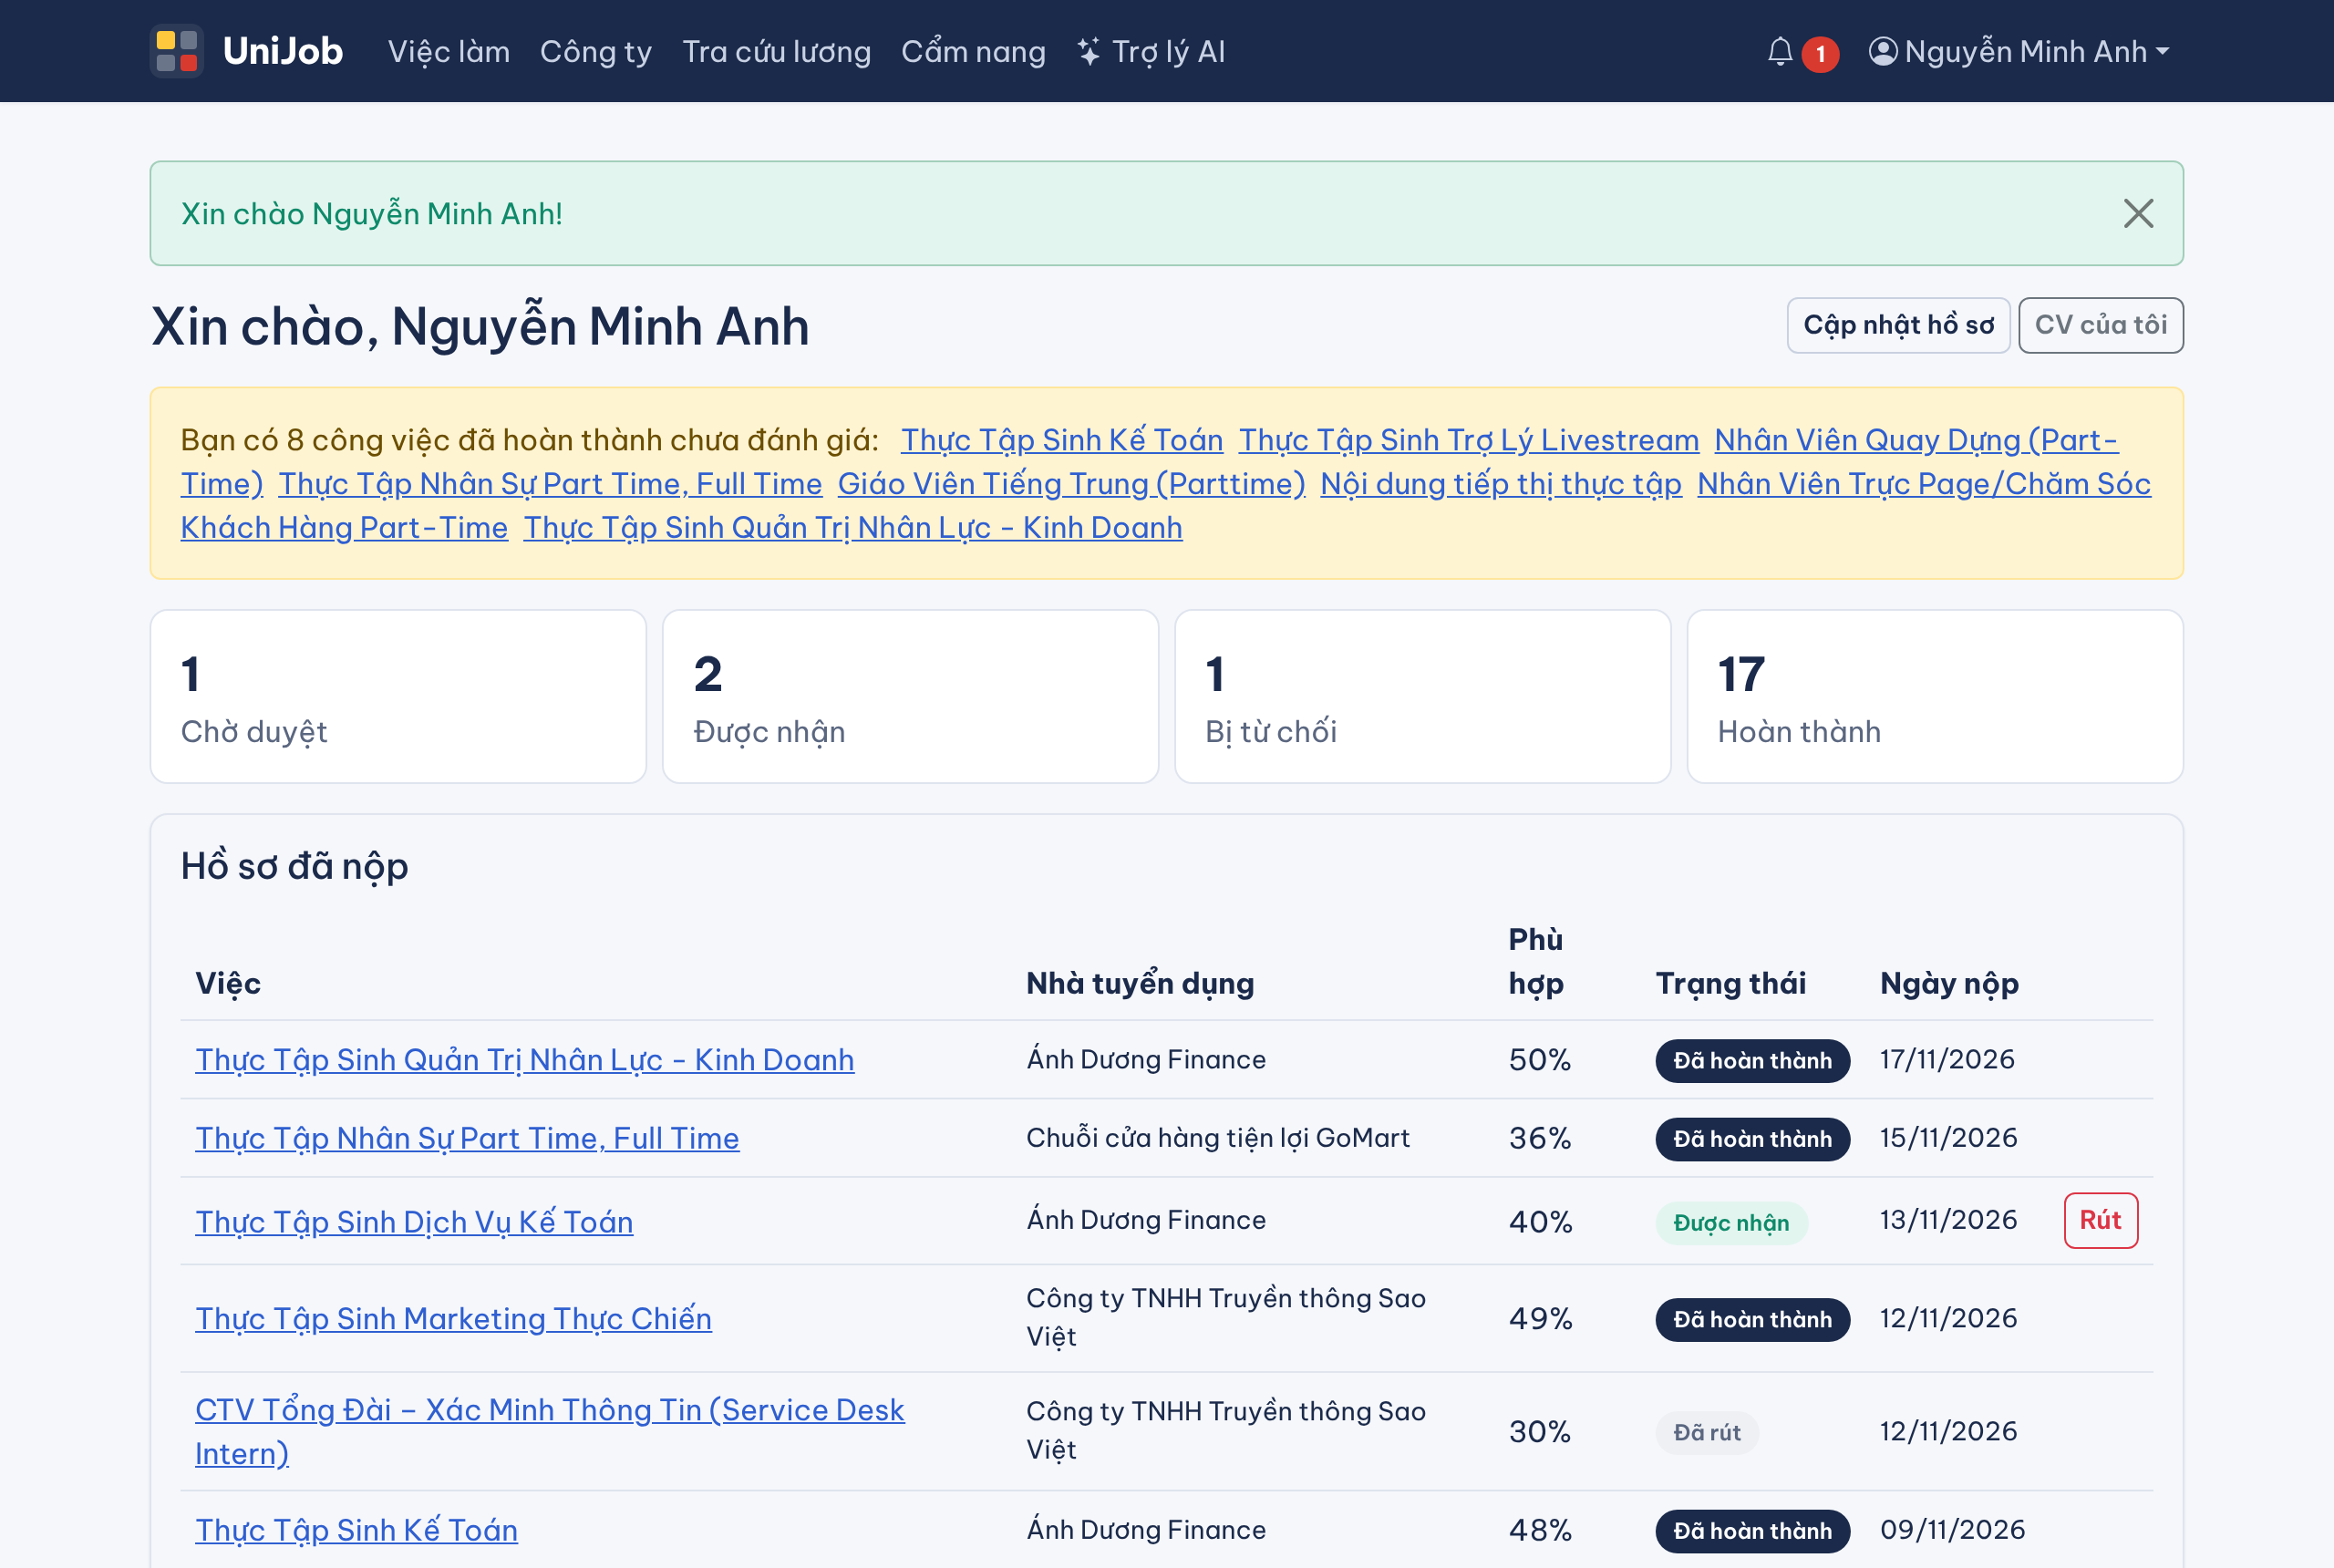 UniJob Việc làm Công ty Tra cứu lương Cẩm nang Trợ lý AI 1 Nguyễn Minh Anh
Xin chào Nguyễn Minh Anh!
Xin chào, Nguyễn Minh Anh Cập nhật hồ sơ CV của tôi
Bạn có 8 công việc đã hoàn thành chưa đánh giá: Thực Tập Sinh Kế Toán Thực Tập Sinh Trợ Lý Livestream Nhân Viên Quay Dựng (Part-
Time) Thực Tập Nhân Sự Part Time, Full Time Giáo Viên Tiếng Trung (Parttime) Nội dung tiếp thị thực tập Nhân Viên Trực Page/Chăm Sóc
Khách Hàng Part-Time Thực Tập Sinh Quản Trị Nhân Lực - Kinh Doanh
1 2 1 17
Chờ duyệt Được nhận Bị từ chối Hoàn thành
Hồ sơ đã nộp
Phù
Việc Nhà tuyển dụng hợp Trạng thái Ngày nộp
Thực Tập Sinh Quản Trị Nhân Lực - Kinh Doanh Ánh Dương Finance 50% Đã hoàn thành 17/11/2026
Thực Tập Nhân Sự Part Time, Full Time Chuỗi cửa hàng tiện lợi GoMart 36% Đã hoàn thành 15/11/2026
Thực Tập Sinh Dịch Vụ Kế Toán Ánh Dương Finance 40% Được nhận 13/11/2026 Rút
Thực Tập Sinh Marketing Thực Chiến Công ty TNHH Truyền thông Sao
Việt 49% Đã hoàn thành 12/11/2026
CTV Tổng Đài – Xác Minh Thông Tin (Service Desk Công ty TNHH Truyền thông Sao
Intern) Việt 30% Đã rút 12/11/2026
Thực Tập Sinh Kế Toán Ánh Dương Finance 48% Đã hoàn thành 09/11/2026